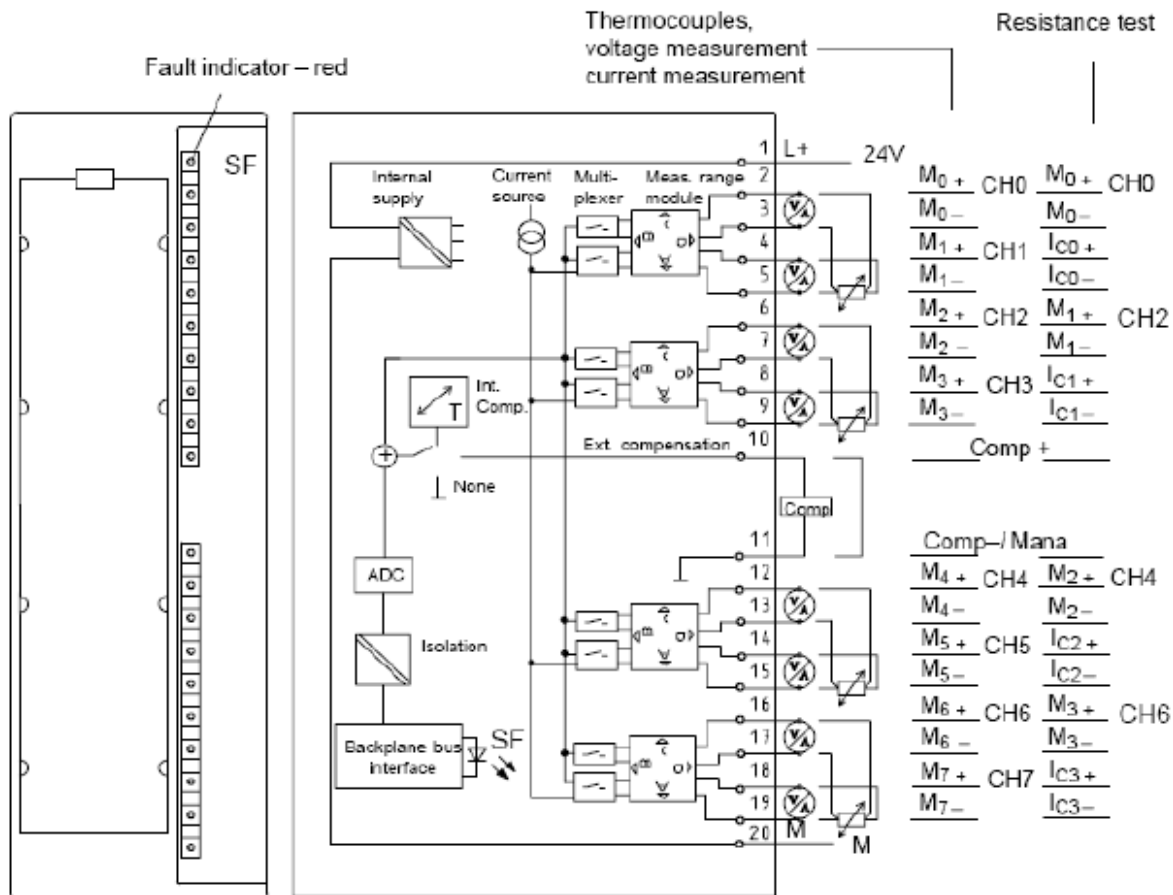 Thermocouples,
voltage measurement
current measurement
Resistance test
Fault indicator – red
SF
Internal
supply
Current
source
Multi-
plexer
Meas. range
module
1 L+ 24V
2
3
4
5
6
7
8
9
10
Int.
Comp.
T
Ext. compensation
None
Comp
11
12
13
14
15
16
17
18
19
20 M
M
ADC
Isolation
Backplane bus
interface
SF
M0+ CH0 M0+ CH0
M0– M0–
M1+ CH1 IC0+
M1– IC0–
M2+ CH2 M1+ CH2
M2– M1–
M3+ CH3 IC1+
M3– IC1–
Comp +
Comp–/ Mana
M4+ CH4 M2+ CH4
M4– M2–
M5+ CH5 IC2+
M5– IC2–
M6+ CH6 M3+ CH6
M6– M3–
M7+ CH7 IC3+
M7– IC3–